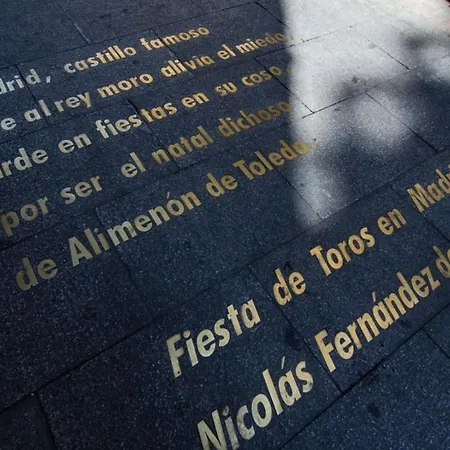 drid, castillo famoso
e al rey moro alivia el miedo,
arde en fiestas en su coso
por ser el natal dichoso
de Alimenón de Toledo.
Fiesta de Toros en Madri
Nicolás Fernández de